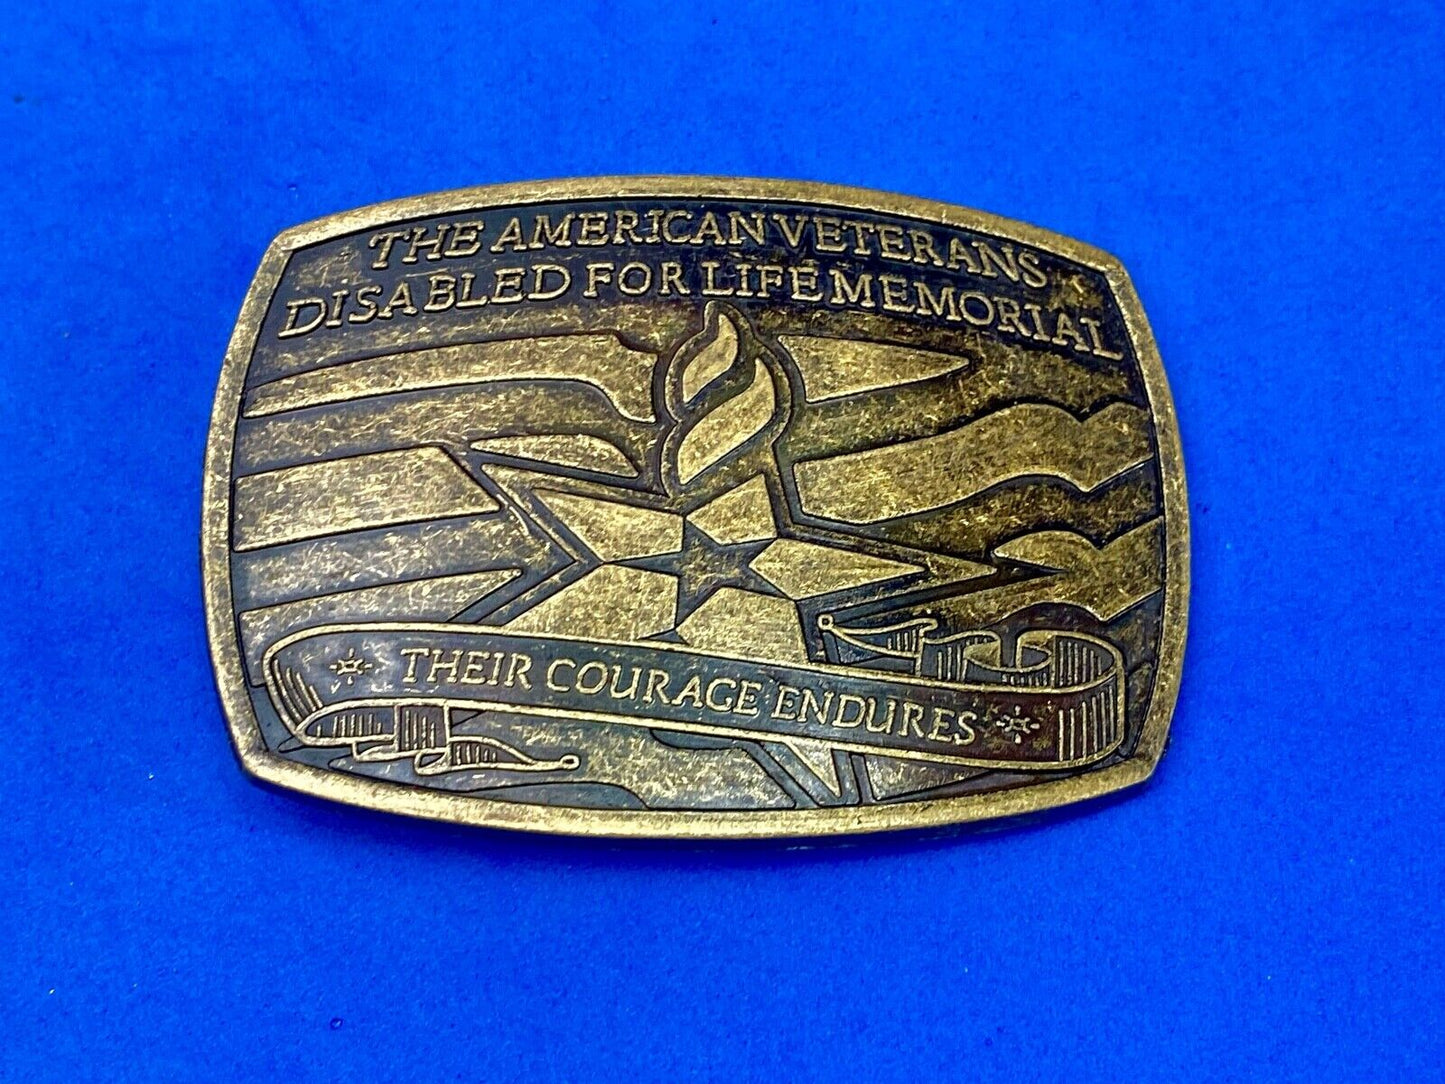 THE AMERICAN VETERANS
DISABLED FOR LIFE MEMORIAL
THEIR COURAGE ENDURES